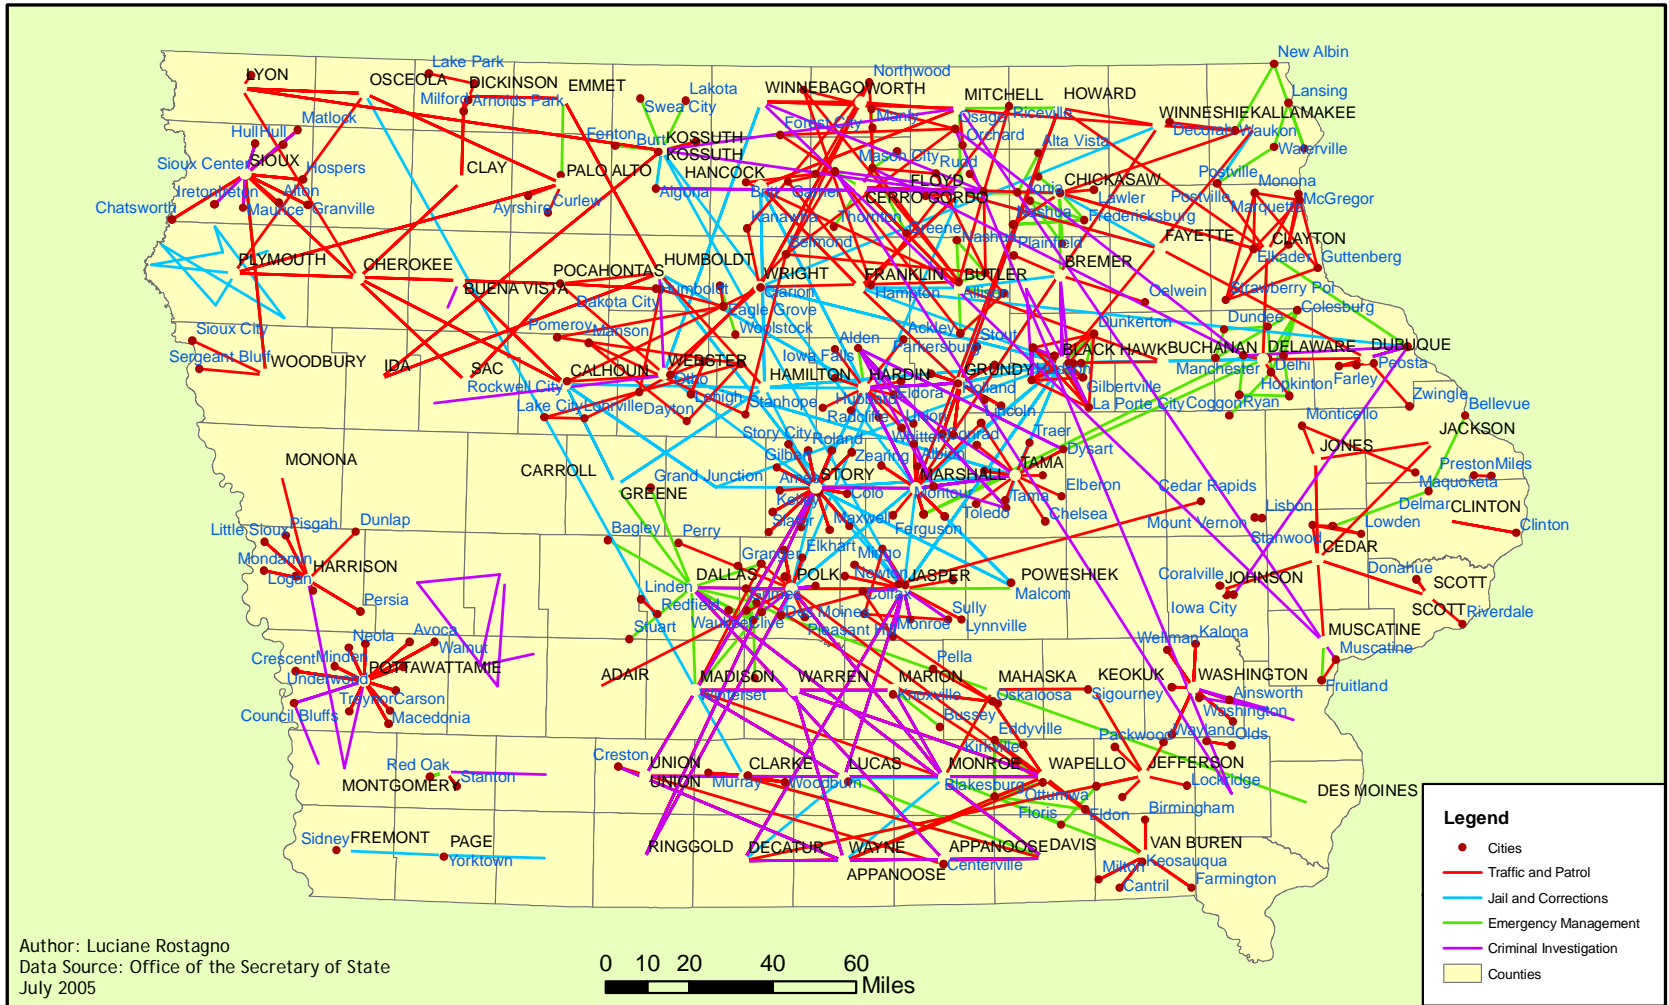 New Albin
Lake Park
Northwood
LYON
OSCEOLA
DICKINSON
EMMET
Lakota
WINNEBAGO
WORTH
MITCHELL
HOWARD
Lansing
Milford
Arnolds Park
Swea City
Manly
Osage
Riceville
WINNESHIEK
ALLAMAKEE
Matlock
Forest City
Orchard
Decorah
Waukon
Hull
Hull
Fenton
Burt
KOSSUTH
KOSSUTH
Mason City
Rudd
Alta Vista
Waterville
Sioux Center
SIOUX
Hospers
CLAY
PALO ALTO
HANCOCK
FLOYD
Ionia
CHICKASAW
Postville
Monona
Ireton
Ireton
Alton
Algona
Britt
Garner
CERRO GORDO
Lawler
Postville
Marquette
McGregor
Chatsworth
Maurice
Granville
Ayrshire
Curlew
Kanawha
Thornton
Greene
Nashua
Fredericksburg
Belmond
Nashua
Plainfield
FAYETTE
CLAYTON
Elkader
Guttenberg
PLYMOUTH
CHEROKEE
POCAHONTAS
HUMBOLDT
WRIGHT
FRANKLIN
BUTLER
BREMER
BUENA VISTA
Humboldt
Clarion
Hampton
Allison
Oelwein
Strawberry Poi
Dakota City
Eagle Grove
Colesburg
Sioux City
Pomeroy
Manson
Woolstock
Alden
Ackley
Stout
Parkersburg
Dunkerton
Dundee
Sergeant Bluff
WOODBURY
IDA
SAC
CALHOUN
WEBSTER
Iowa Falls
HAMILTON
HARDIN
GRUNDY
BLACK HAWK
BUCHANAN
DELAWARE
DUBUQUE
Rockwell City
Otho
Holland
Hudson
Manchester
Delhi
Peosta
Farley
Lake City
Lohrville
Dayton
Lehigh
Stanhope
Hubbard
Eldora
Gilbertville
Hopkinton
Radcliffe
Union
Lincoln
La Porte City
Coggon
Ryan
Monticello
Zwingle
Bellevue
Story City
Roland
Whitten
Conrad
Traer
MONONA
CARROLL
Gilbert
Zearing
Albion
Dysart
JONES
JACKSON
Grand Junction
Ames
STORY
MARSHALL
TAMA
Preston
Miles
GREENE
Kelley
Colo
Montour
Tama
Elberon
Cedar Rapids
Maquoketa
Little Sioux
Pisgah
Dunlap
Bagley
Perry
Slater
Maxwell
Ferguson
Toledo
Chelsea
Mount Vernon
Lisbon
Delmar
CLINTON
Clinton
Lowden
Stanwood
Mondamin
HARRISON
Granger
Elkhart
Mingo
CEDAR
Logan
DALLAS
POLK
Newton
JASPER
POWESHIEK
Malcom
Coralville
JOHNSON
Donahue
SCOTT
Linden
Grimes
Colfax
Iowa City
SCOTT
Riverdale
Persia
Redfield
Des Moines
Sully
Stuart
Waukee
Clive
Pleasant Hill
Monroe
Lynnville
MUSCATINE
Muscatine
Neola
Avoca
Walnut
Wellman
Kalona
Crescent
Minden
POTTAWATTAMIE
ADAIR
MADISON
WARREN
MARION
Pella
MAHASKA
KEOKUK
WASHINGTON
Underwood
Treynor
Carson
Winterset
Knoxville
Oskaloosa
Sigourney
Ainsworth
Washington
Fruitland
Council Bluffs
Macedonia
Bussey
Eddyville
Packwood
Wayland
Olds
Creston
UNION
UNION
CLARKE
LUCAS
MONROE
Kirkville
WAPELLO
JEFFERSON
Red Oak
Stanton
MONTGOMERY
Murray
Woodburn
Blakesburg
Ottumwa
Lockridge
DES MOINES
Floris
Eldon
Birmingham
Sidney
FREMONT
PAGE
Yorktown
RINGGOLD
DECATUR
WAYNE
APPANOOSE
DAVIS
VAN BUREN
APPANOOSE
Centerville
Milton
Keosauqua
Cantril
Farmington
Legend
Cities
Traffic and Patrol
Jail and Corrections
Emergency Management
Criminal Investigation
Counties
Author: Luciane Rostagno
Data Source: Office of the Secretary of State
July 2005
0 10 20 40 60
Miles